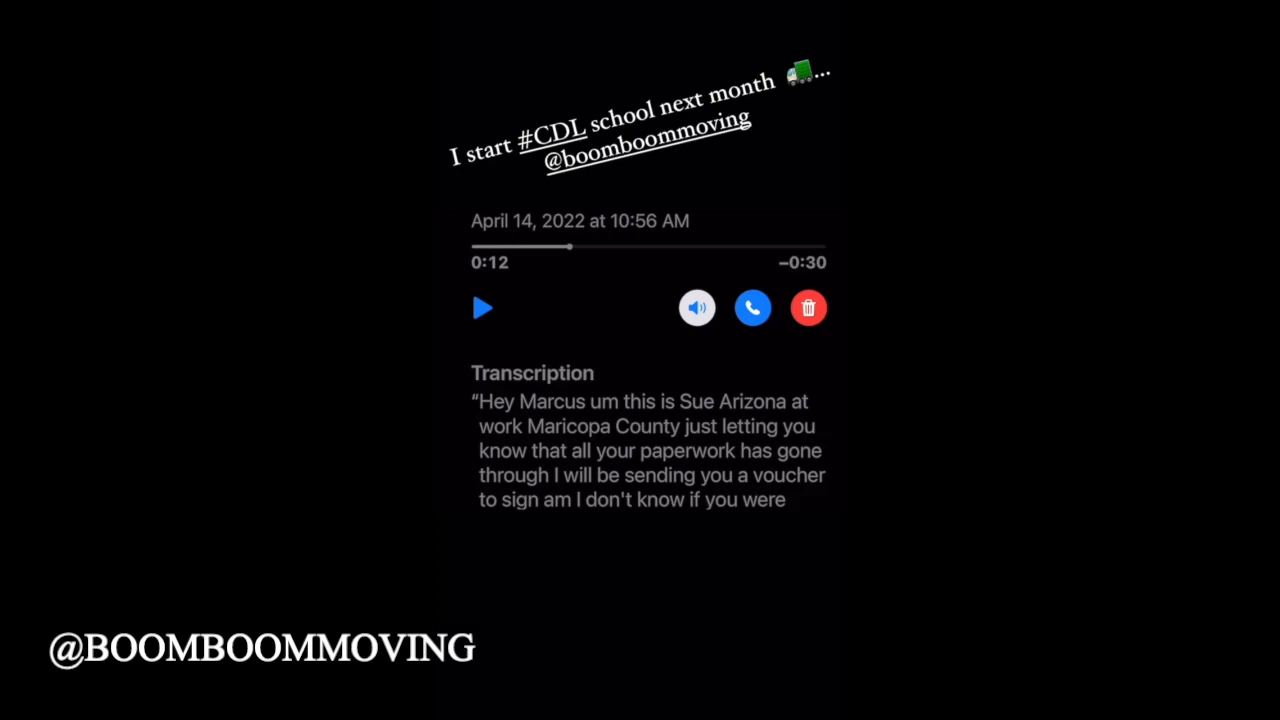 I start #CDL school next month 🚛...
@boomboommoving
April 14, 2022 at 10:56 AM
0:12
–0:30
Transcription
“Hey Marcus um this is Sue Arizona at
work Maricopa County just letting you
know that all your paperwork has gone
through I will be sending you a voucher
to sign am I don't know if you were
@BOOMBOOMMOVING